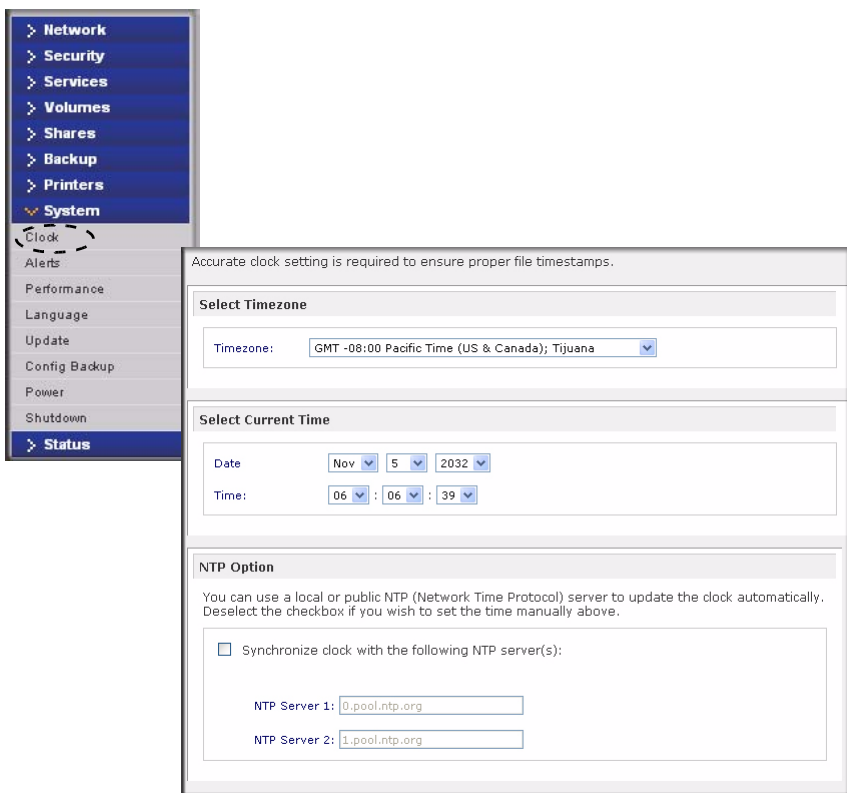 Network
Security
Services
Volumes
Shares
Backup
Printers
System
Clock
Alerts
Performance
Language
Update
Config Backup
Power
Shutdown
Status
Accurate clock setting is required to ensure proper file timestamps.
Select Timezone
Timezone: GMT -08:00 Pacific Time (US & Canada); Tijuana
Select Current Time
Date Nov 5 2032
Time: 06 : 06 : 39
NTP Option
You can use a local or public NTP (Network Time Protocol) server to update the clock automatically.
Deselect the checkbox if you wish to set the time manually above.
Synchronize clock with the following NTP server(s):
NTP Server 1: 0.pool.ntp.org
NTP Server 2: 1.pool.ntp.org